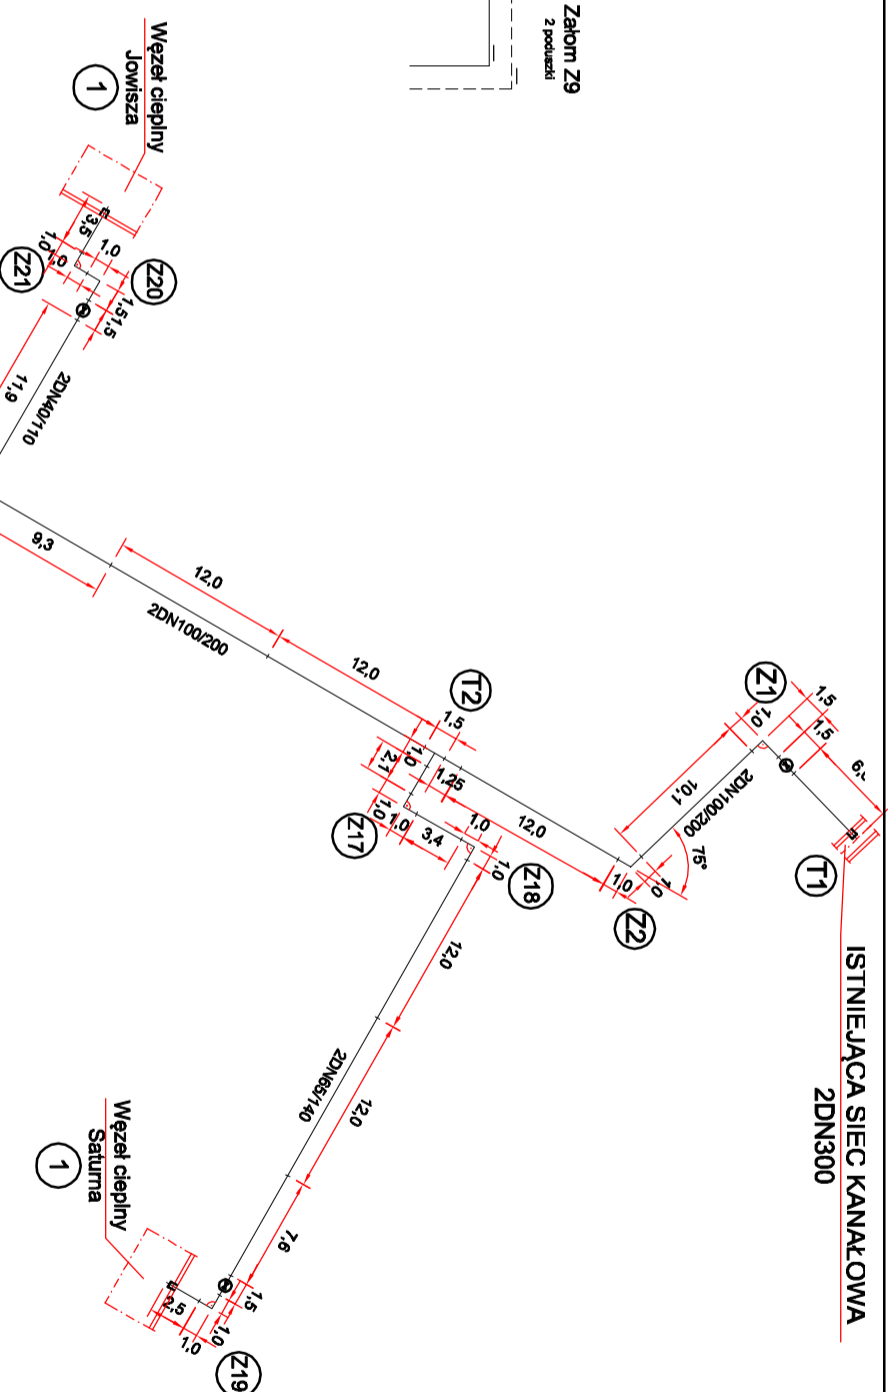 Załom Z9
2 poduszki
Węzeł cieplny
Jowisza
1
3,5
1,0
1,0
1,0
Z21
Z20
1,5
1,5
11,9
2DN40/110
9,3
12,0
2DN100/200
12,0
T2
1,5
1,0
2,1
1,25
1,0
1,0
Z17
3,4
1,0
1,0
Z18
12,0
1,0
1,0
Z2
75°
10,1
2DN100/200
Z1
1,0
1,5
1,5
T1
ISTNIEJĄCA SIEC KANAŁOWA
2DN300
12,0
12,0
2DN65/140
7,6
1,5
1,0
Z19
2,5
1,0
Węzeł cieplny
Saturna
1